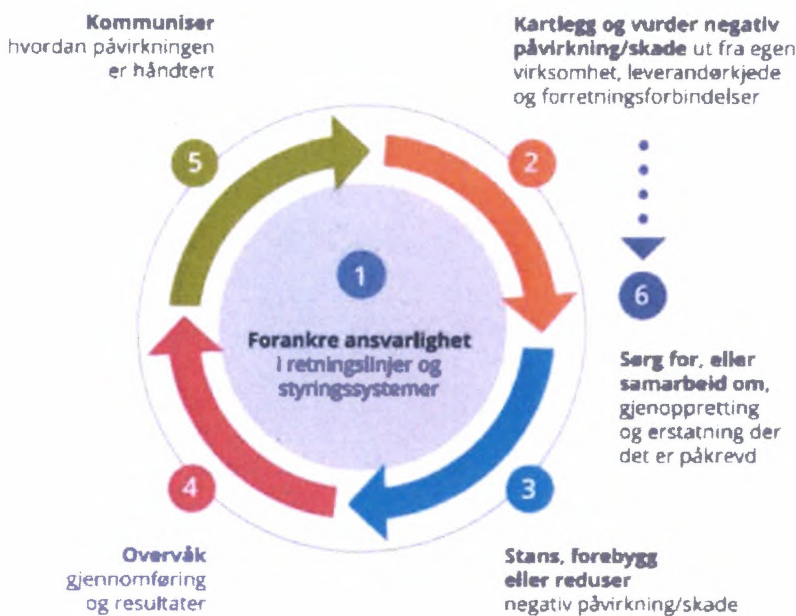 Kommuniser
hvordan påvirkningen
er håndtert
Kartlegg og vurder negativ
påvirkning/skade ut fra egen
virksomhet, leverandørkjede
og forretningsforbindelser
5
2
1
Forankre ansvarlighet
i retningslinjer og
styringssystemer
6
Sørg for, eller
samarbeid om,
gjenoppretting
og erstatning der
det er påkrevd
4
3
Overvåk
gjennomføring
og resultater
Stans, forebygg
eller reduser
negativ påvirkning/skade